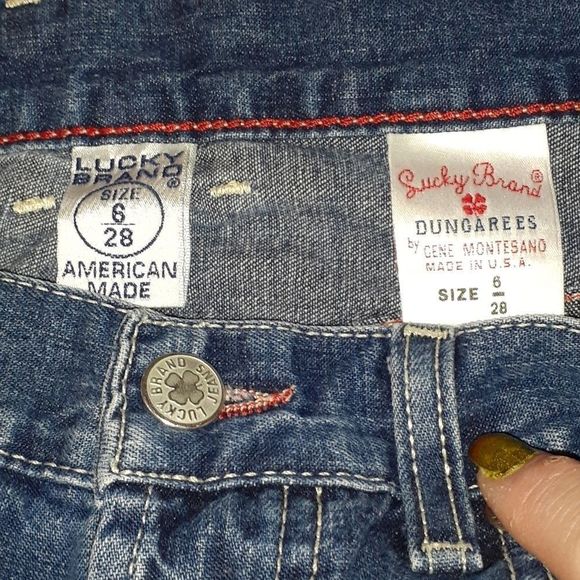 LUCKY
BRAND®
SIZE
6
28
AMERICAN
MADE
Lucky Brand®
DUNGAREES
by GENE MONTESANO
MADE IN U.S.A.
SIZE 6
28
LUCKY BRAND JEANS